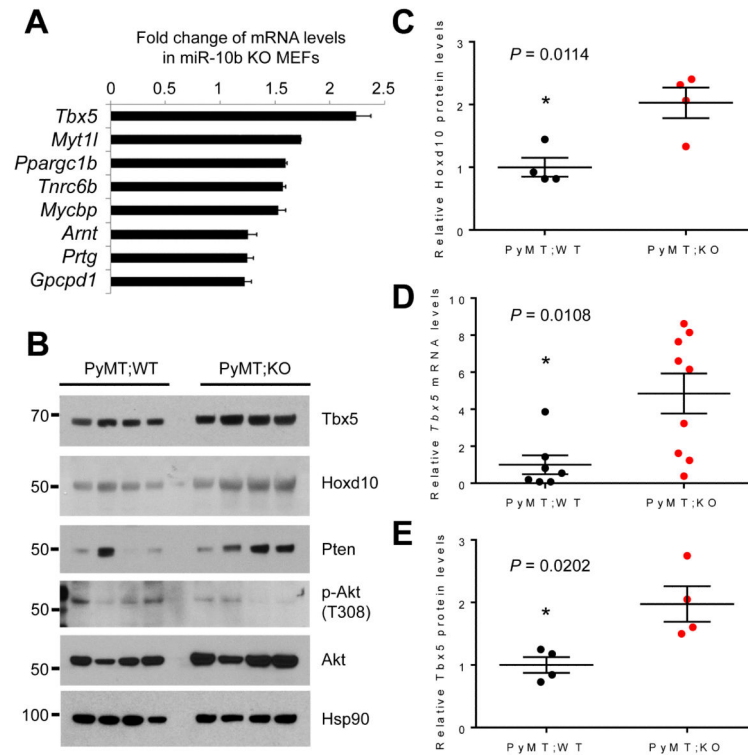 A
Fold change of mRNA levels
in miR-10b KO MEFs
0 0.5 1 1.5 2 2.5
Tbx5
Myt1l
Ppargc1b
Tnrc6b
Mycbp
Arnt
Prtg
Gpcpd1
B
PyMT;WT PyMT;KO
70 Tbx5
50 Hoxd10
50 Pten
50 p-Akt
(T308)
50 Akt
100 Hsp90
C
Relative Hoxd10 protein levels
3
2
1
0
P = 0.0114
*
PyMT;WT PyMT;KO
D
Relative Tbx5 mRNA levels
10
8
6
4
2
0
P = 0.0108
*
PyMT;WT PyMT;KO
E
Relative Tbx5 protein levels
3
2
1
0
P = 0.0202
*
PyMT;WT PyMT;KO